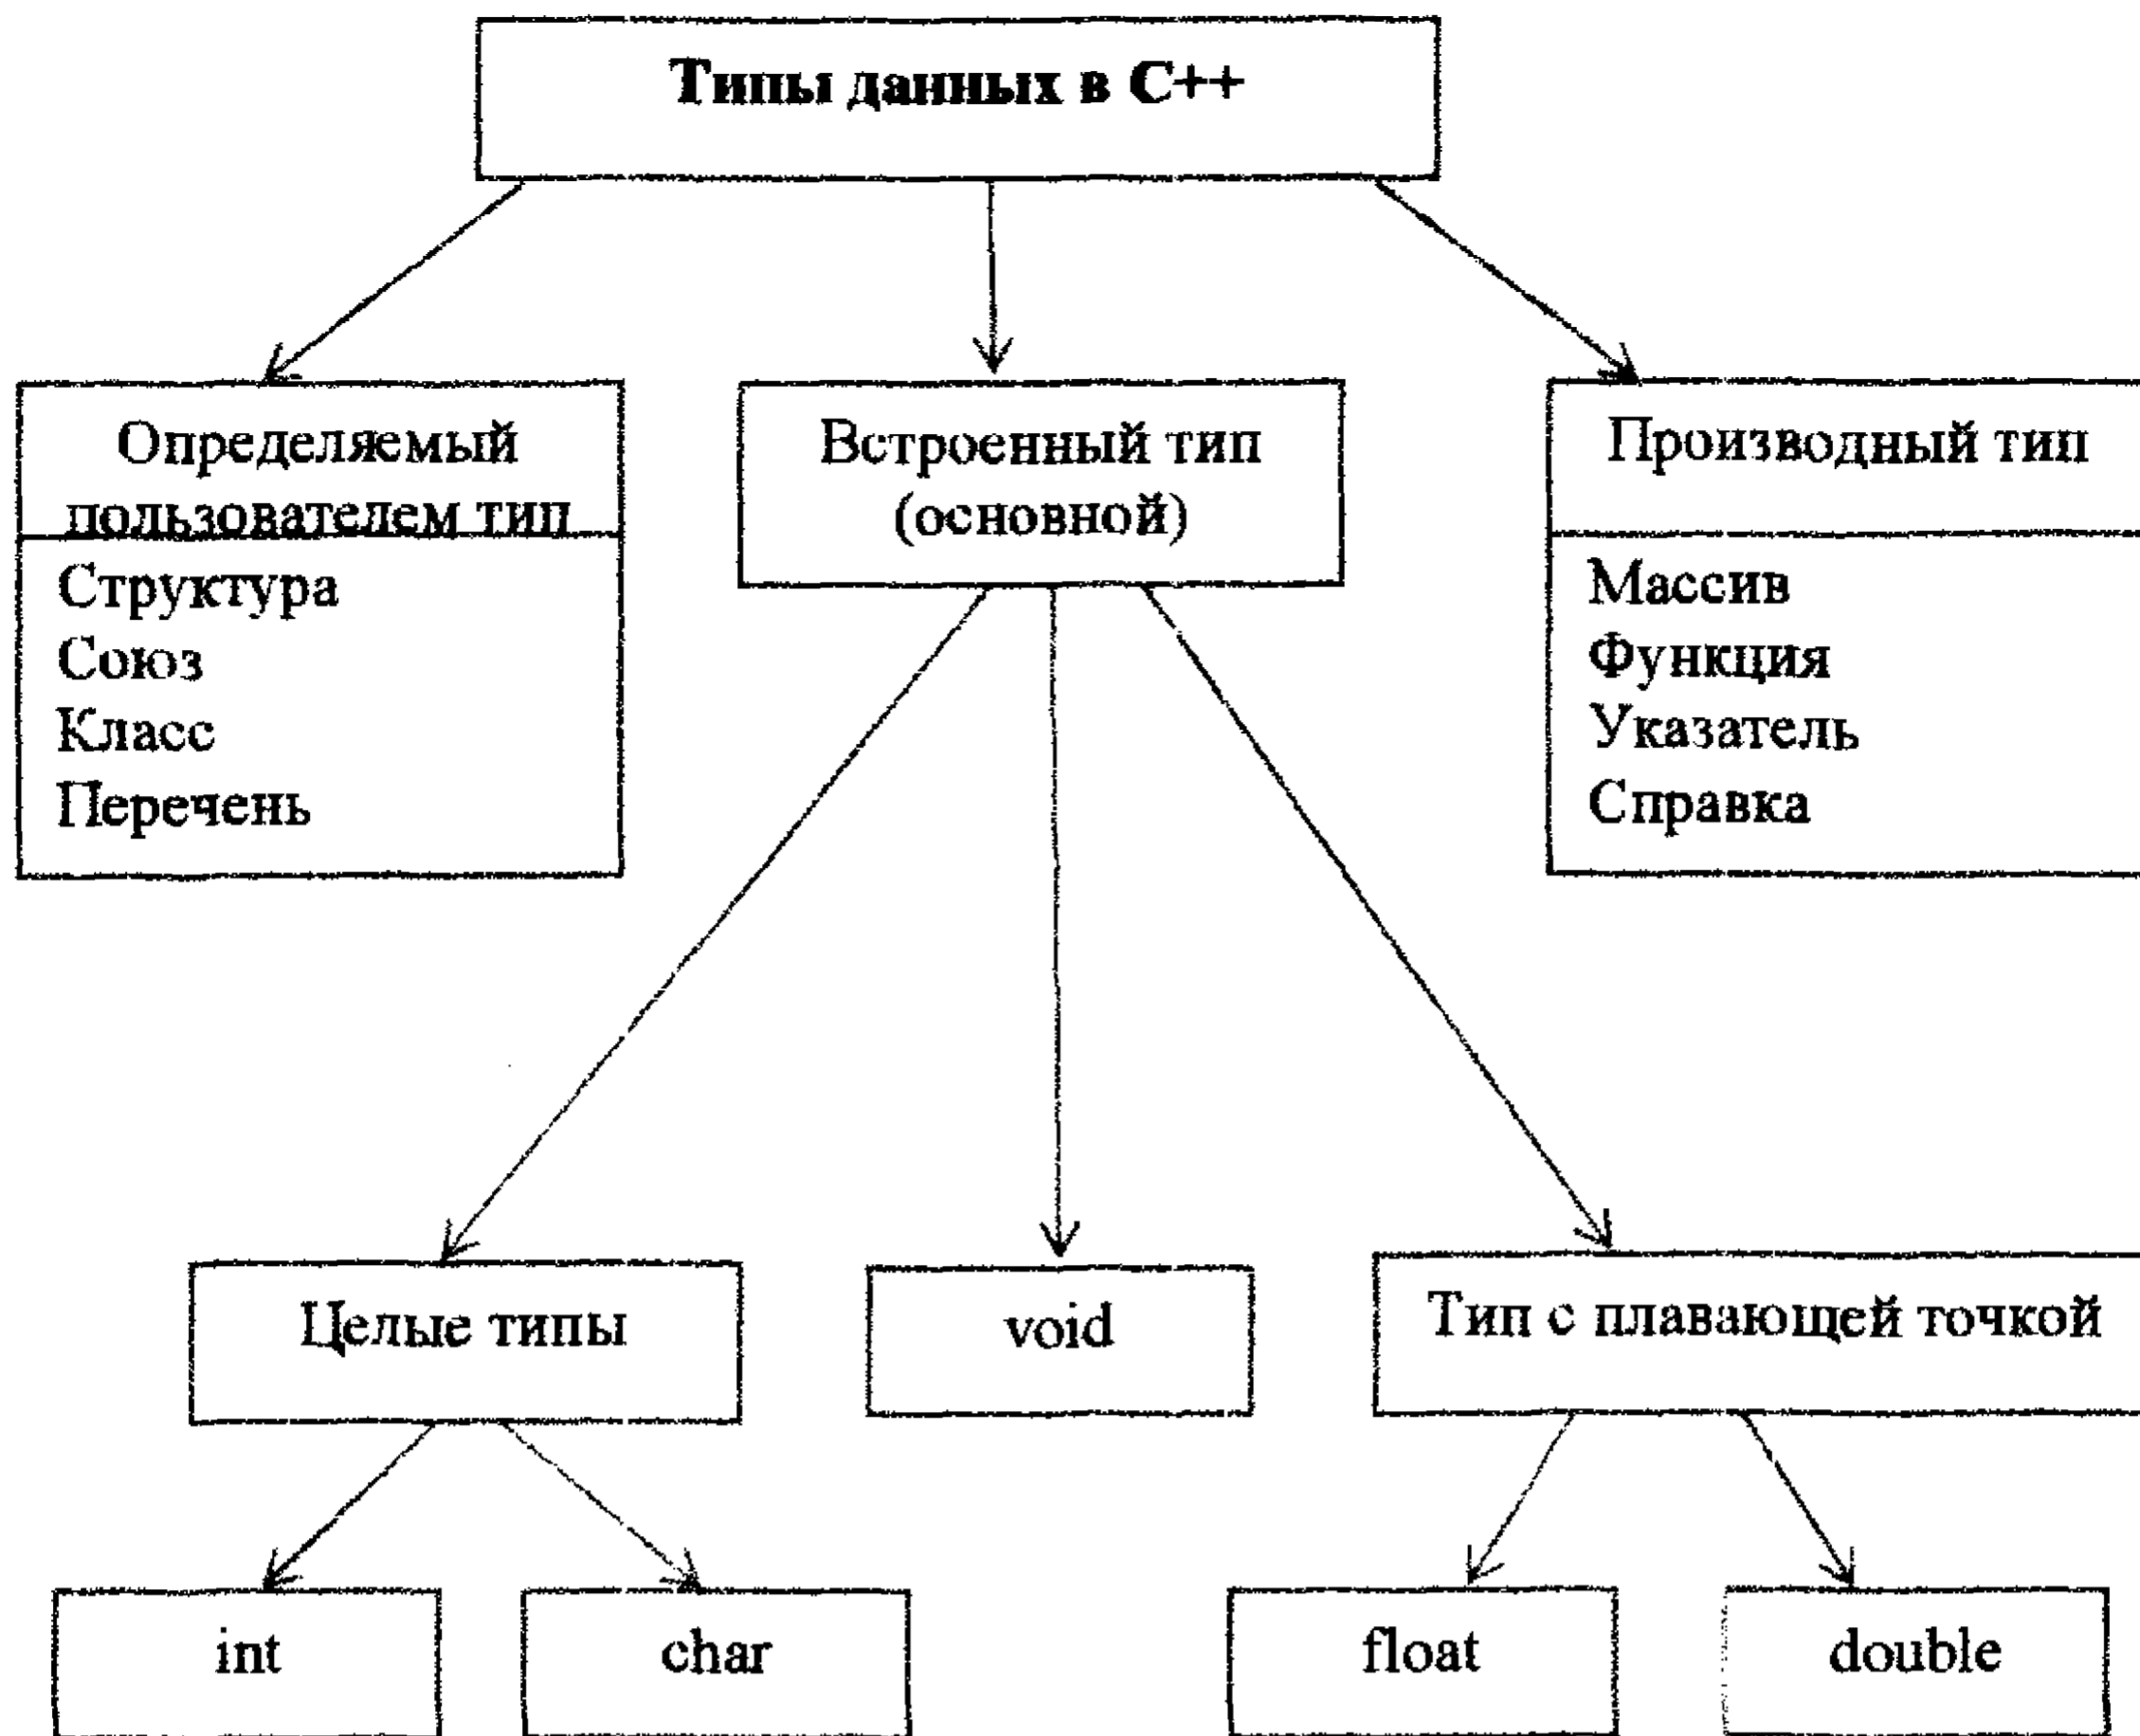 Типы данных в C++
Определяемый
пользователем тип
Структура
Союз
Класс
Перечень
Встроенный тип
(основной)
Производный тип
Массив
Функция
Указатель
Справка
Целые типы
void
Тип с плавающей точкой
int
char
float
double